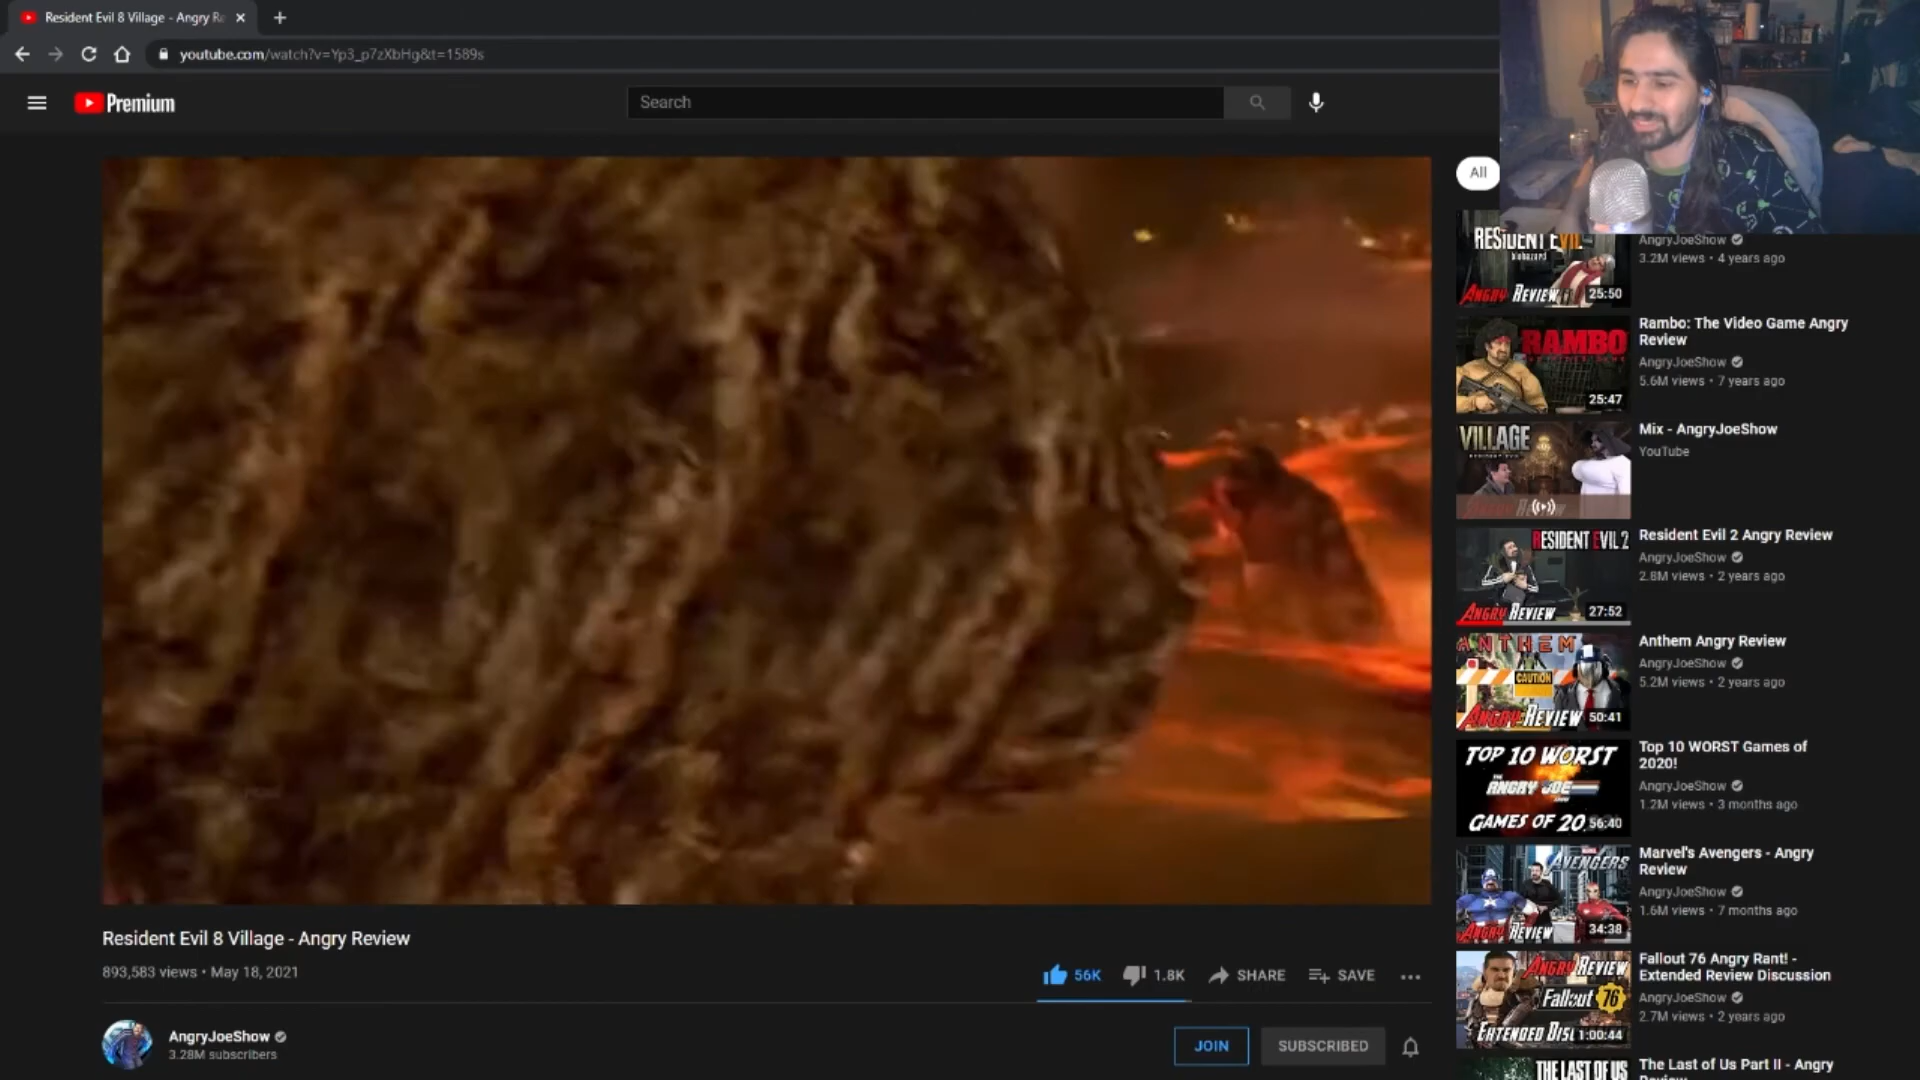 Resident Evil 8 Village - Angry Re
youtube.com/watch?v=Yp3_p7zXbHg&t=1589s
Premium
Search
All
RESIDENT EVIL
biohazard
ANGRY REVIEW
25:50
AngryJoeShow
3.2M views • 4 years ago
RAMBO
25:47
Rambo: The Video Game Angry
Review
AngryJoeShow
5.6M views • 7 years ago
VILLAGE
Mix - AngryJoeShow
YouTube
RESIDENT EVIL 2
ANGRY REVIEW
27:52
Resident Evil 2 Angry Review
AngryJoeShow
2.8M views • 2 years ago
ANTHEM
CAUTION
ANGRY REVIEW
50:41
Anthem Angry Review
AngryJoeShow
5.2M views • 2 years ago
TOP 10 WORST
THE
ANGRY JOE
GAMES OF 20
56:40
Top 10 WORST Games of
2020!
AngryJoeShow
1.2M views • 3 months ago
AVENGERS
ANGRY REVIEW
34:38
Marvel's Avengers - Angry
Review
AngryJoeShow
1.6M views • 7 months ago
ANGRY REVIEW
Fallout 76
EXTENDED DIS
1:00:44
Fallout 76 Angry Rant! -
Extended Review Discussion
AngryJoeShow
2.7M views • 2 years ago
THE LAST OF US
The Last of Us Part II - Angry
Resident Evil 8 Village - Angry Review
893,583 views • May 18, 2021
56K
1.8K
SHARE
SAVE
AngryJoeShow
3.28M subscribers
JOIN
SUBSCRIBED